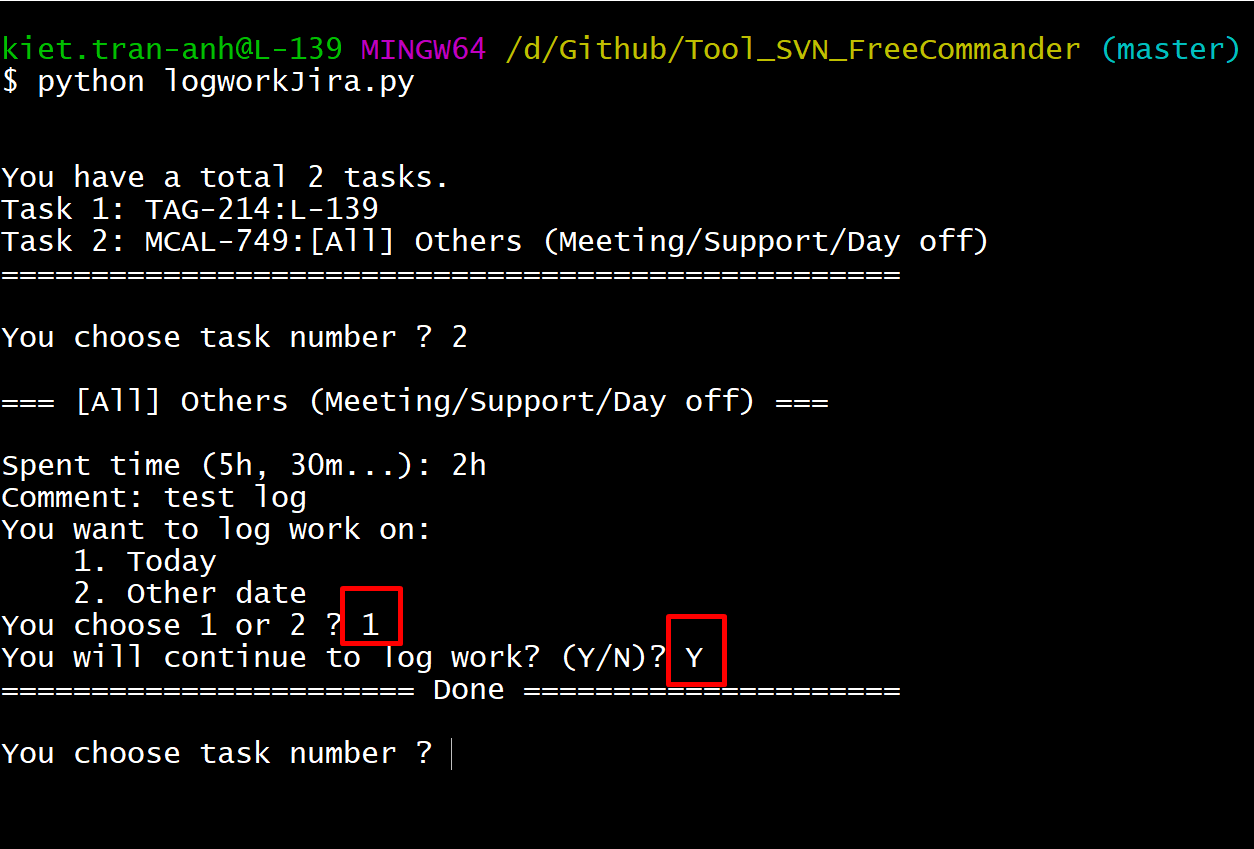 kiet.tran-anh@L-139 MINGW64 /d/Github/Tool_SVN_FreeCommander (master)
$ python logworkJira.py
You have a total 2 tasks.
Task 1: TAG-214:L-139
Task 2: MCAL-749:[All] Others (Meeting/Support/Day off)
==================================================
You choose task number ? 2
=== [All] Others (Meeting/Support/Day off) ===
Spent time (5h, 30m...): 2h
Comment: test log
You want to log work on:
    1. Today
    2. Other date
You choose 1 or 2 ? 1
You will continue to log work? (Y/N)? Y
======================= Done =====================
You choose task number ?